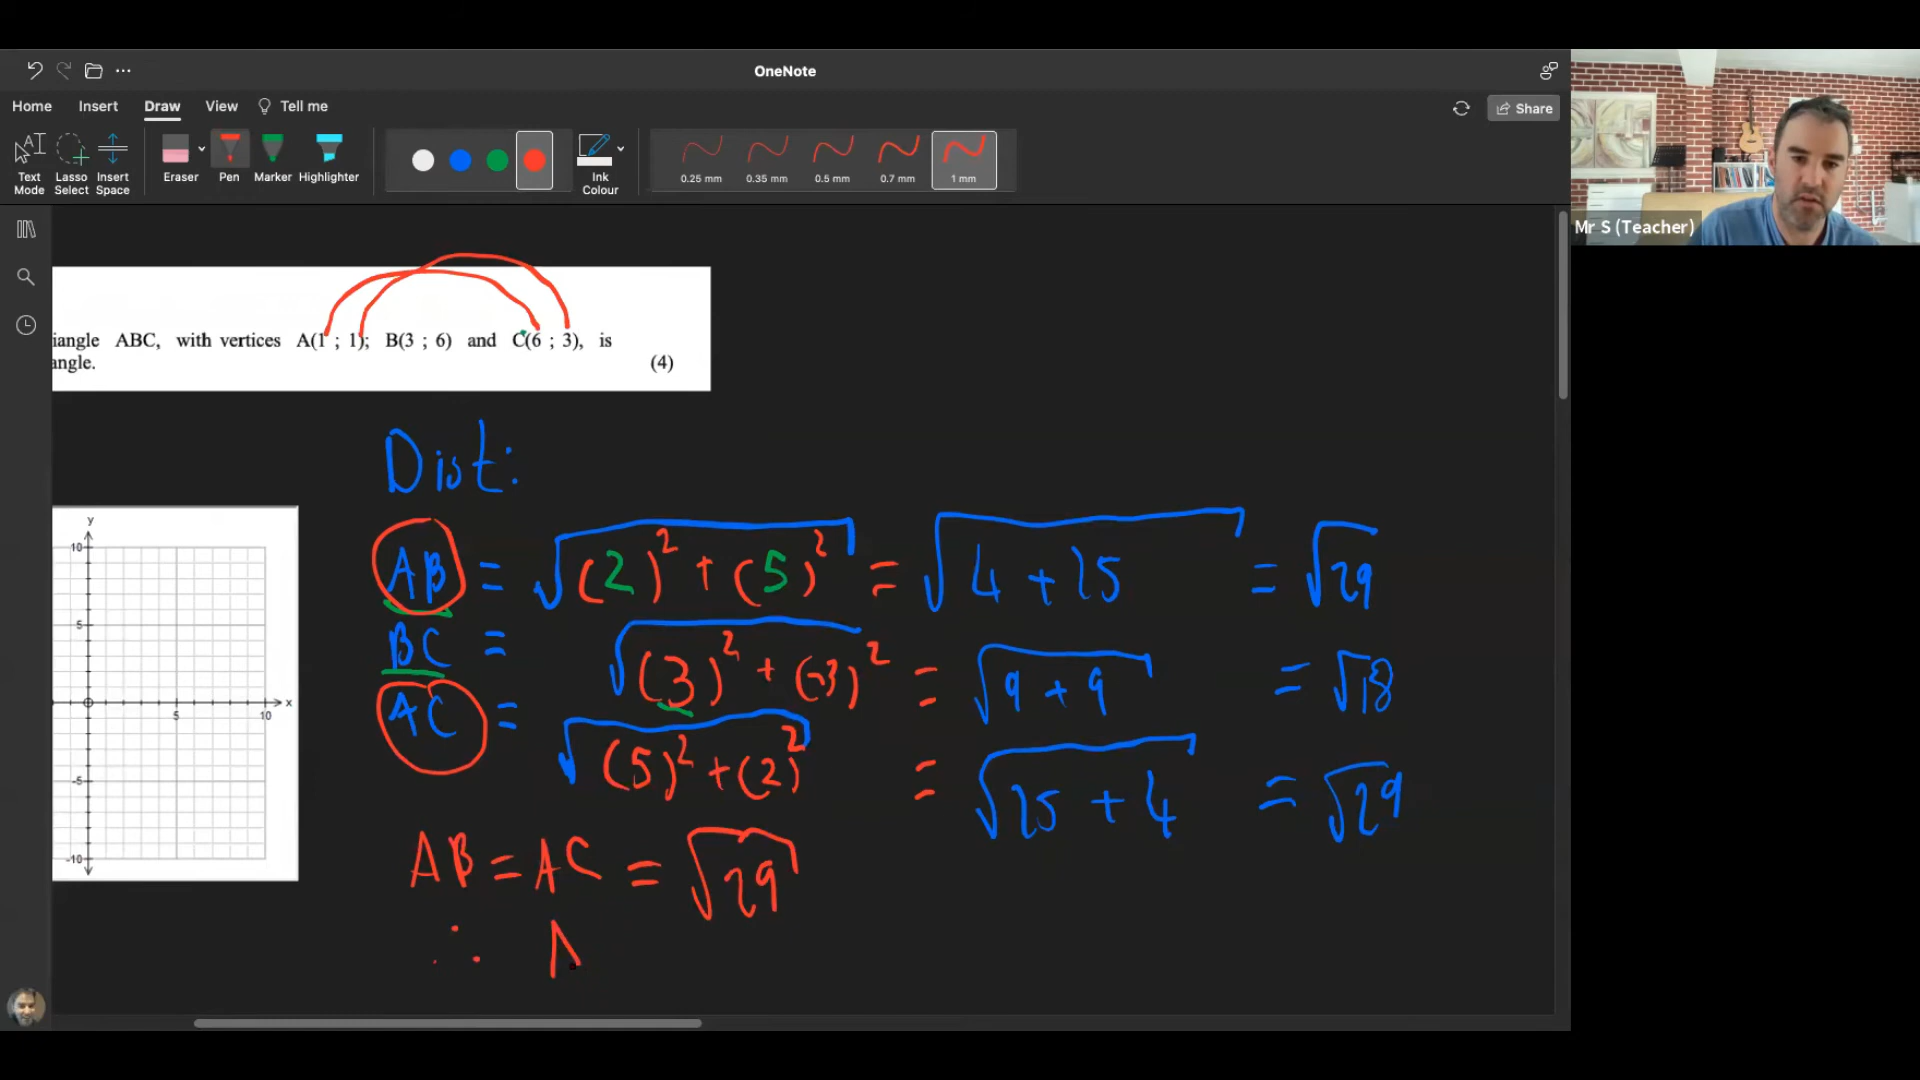 OneNote
Home Insert Draw View Tell me
Share
Text Mode
Lasso Select
Insert Space
Eraser
Pen
Marker
Highlighter
Ink Colour
0.25 mm
0.35 mm
0.5 mm
0.7 mm
1 mm
Mr S (Teacher)
iangle ABC, with vertices A(1 ; 1); B(3 ; 6) and C(6 ; 3), is
angle. (4)
Dist:
AB = √(2)² + (5)² = √4 + 25 = √29
BC = √(3)² + (-3)² = √9 + 9 = √18
AC = √(5)² + (2)² = √25 + 4 = √29
AB = AC = √29
∴ Λ
y
10
5
0 5 10 x
-5
-10